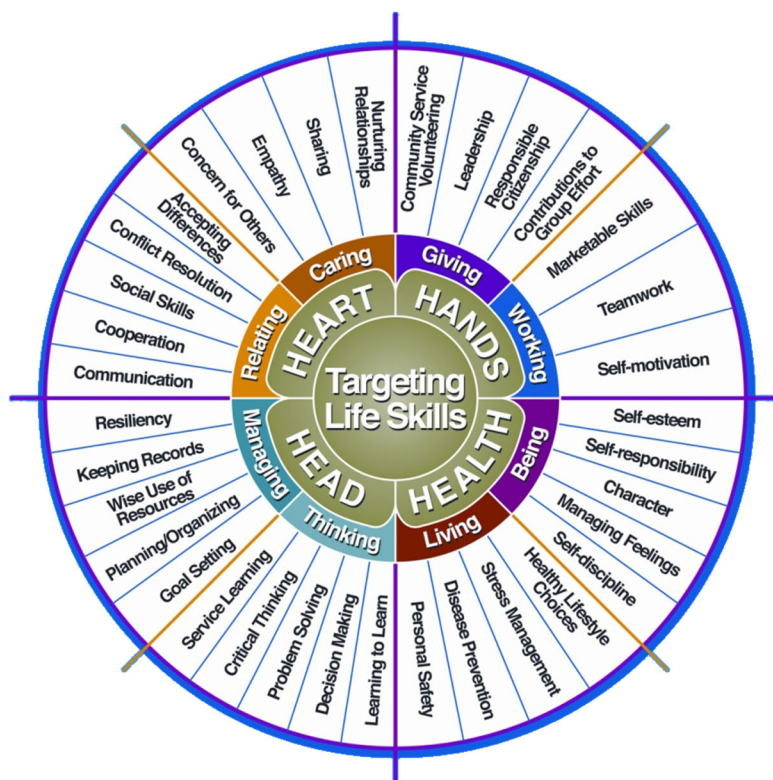 Targeting
Life Skills
HEART
HANDS
HEALTH
HEAD
Caring
Giving
Working
Being
Living
Thinking
Managing
Relating
Community Service
Volunteering
Leadership
Responsible
Citizenship
Contributions to
Group Effort
Marketable Skills
Teamwork
Self-motivation
Self-esteem
Self-responsibility
Character
Managing Feelings
Self-discipline
Healthy Lifestyle
Choices
Stress Management
Disease Prevention
Personal Safety
Learning to Learn
Decision Making
Problem Solving
Critical Thinking
Service Learning
Goal Setting
Planning/Organizing
Wise Use of
Resources
Keeping Records
Resiliency
Communication
Cooperation
Social Skills
Conflict Resolution
Accepting
Differences
Concern for Others
Empathy
Sharing
Nurturing
Relationships